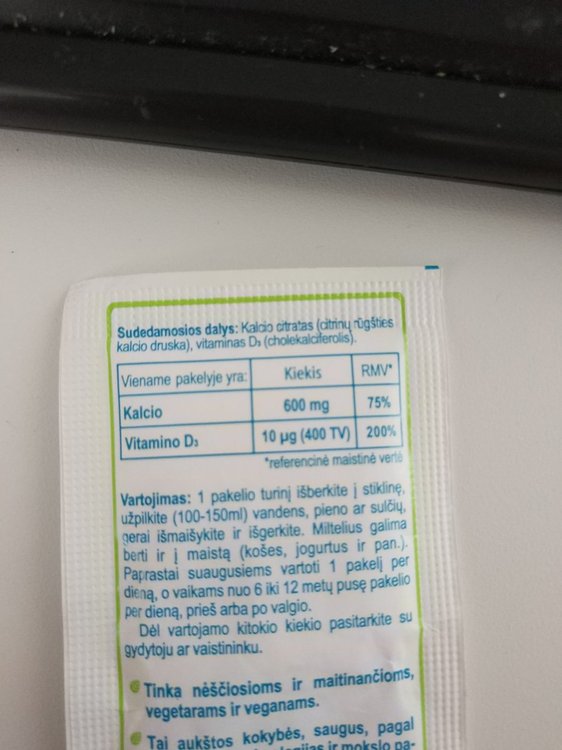 Sudedamosios dalys: Kalcio citratas (citrinų rūgšties
kalcio druska), vitaminas D₃ (cholekalciferolis).
Viename pakelyje yra: Kiekis RMV*
Kalcio 600 mg 75%
Vitamino D₃ 10 µg (400 TV) 200%
*referencinė maistinė vertė
Vartojimas: 1 pakelio turinį išberkite į stiklinę,
užpilkite (100-150ml) vandens, pieno ar sulčių,
gerai išmaišykite ir išgerkite. Miltelius galima
berti ir į maistą (košes, jogurtus ir pan.).
Paprastai suaugusiems vartoti 1 pakelį per
dieną, o vaikams nuo 6 iki 12 metų pusę pakelio
per dieną, prieš arba po valgio.
Dėl vartojamo kitokio kiekio pasitarkite su
gydytoju ar vaistininku.
Tinka nėščiosioms ir maitinančioms,
vegetarams ir veganams.
Tai aukštos kokybės, saugus, pagal
ir mokslo pa-